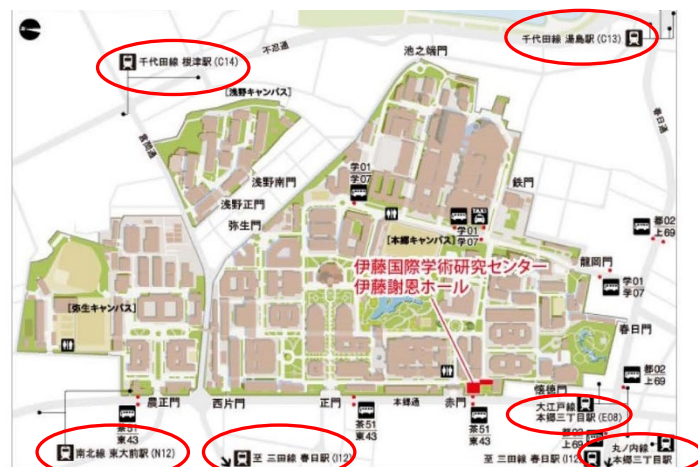 千代田線 湯島駅 (C13)
池之端門
不忍通
千代田線 根津駅 (C14)
[浅野キャンパス]
春日通
言問通
学01
学07
鉄門
浅野南門
浅野正門
弥生門
TAXI
学01
学07
[本郷キャンパス]
都02
上69
龍岡門
伊藤国際学術研究センター
伊藤謝恩ホール
学01
学07
[弥生キャンパス]
春日門
都02
上69
農正門
西片門
正門
本郷通
赤門
懐徳門
茶51
東43
茶51
東43
茶51
東43
大江戸線
本郷三丁目駅 (E08)
都02
上69
南北線 東大前駅 (N12)
至 三田線 春日駅 (I12)
至 三田線 春日駅 (I12)
丸ノ内線
本郷三丁目駅